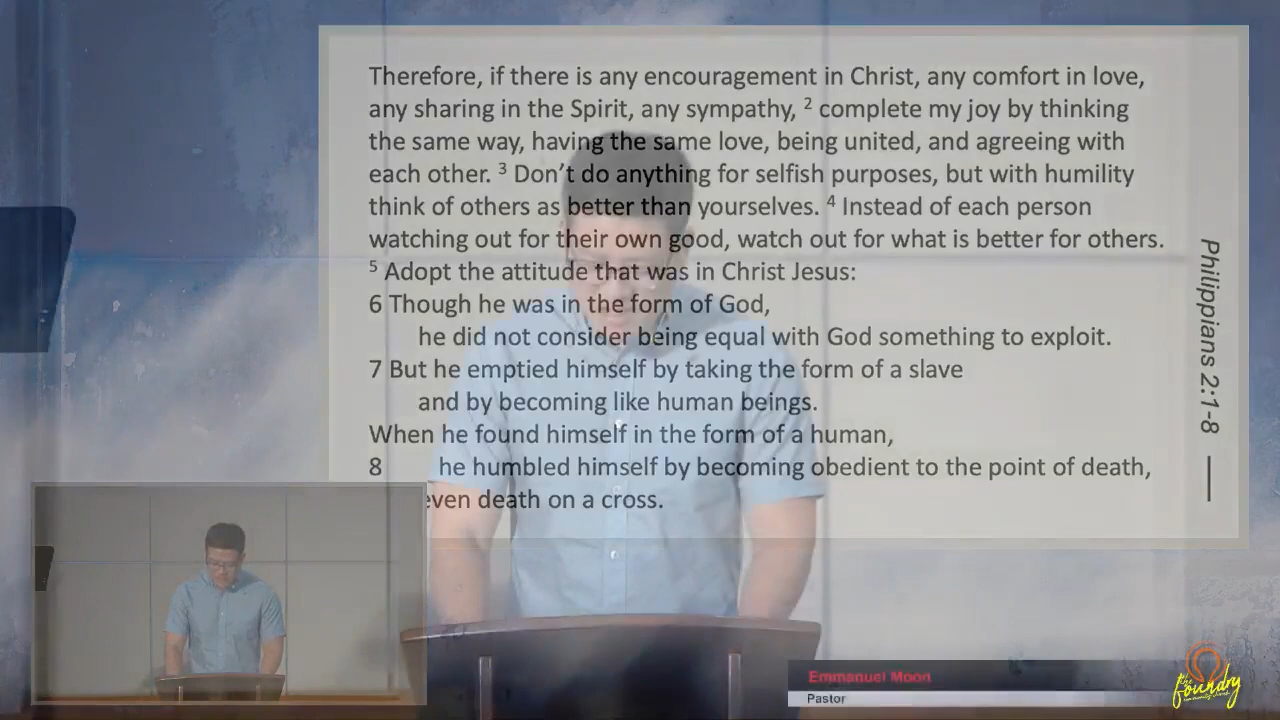 Therefore, if there is any encouragement in Christ, any comfort in love,
any sharing in the Spirit, any sympathy, ² complete my joy by thinking
the same way, having the same love, being united, and agreeing with
each other. ³ Don’t do anything for selfish purposes, but with humility
think of others as better than yourselves. ⁴ Instead of each person
watching out for their own good, watch out for what is better for others.
⁵ Adopt the attitude that was in Christ Jesus:
6 Though he was in the form of God,
he did not consider being equal with God something to exploit.
7 But he emptied himself by taking the form of a slave
and by becoming like human beings.
When he found himself in the form of a human,
8 he humbled himself by becoming obedient to the point of death,
even death on a cross.
Philippians 2:1-8
Emmanuel Moon
Pastor
the
foundry